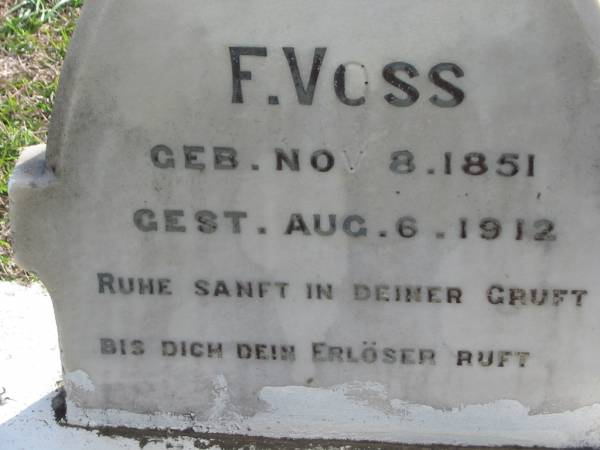 F. VOSS
GEB. NOV 8. 1851
GEST. AUG. 6. 1912
RUHE SANFT IN DEINER GRUFT
BIS DICH DEIN ERLÖSER RUFT